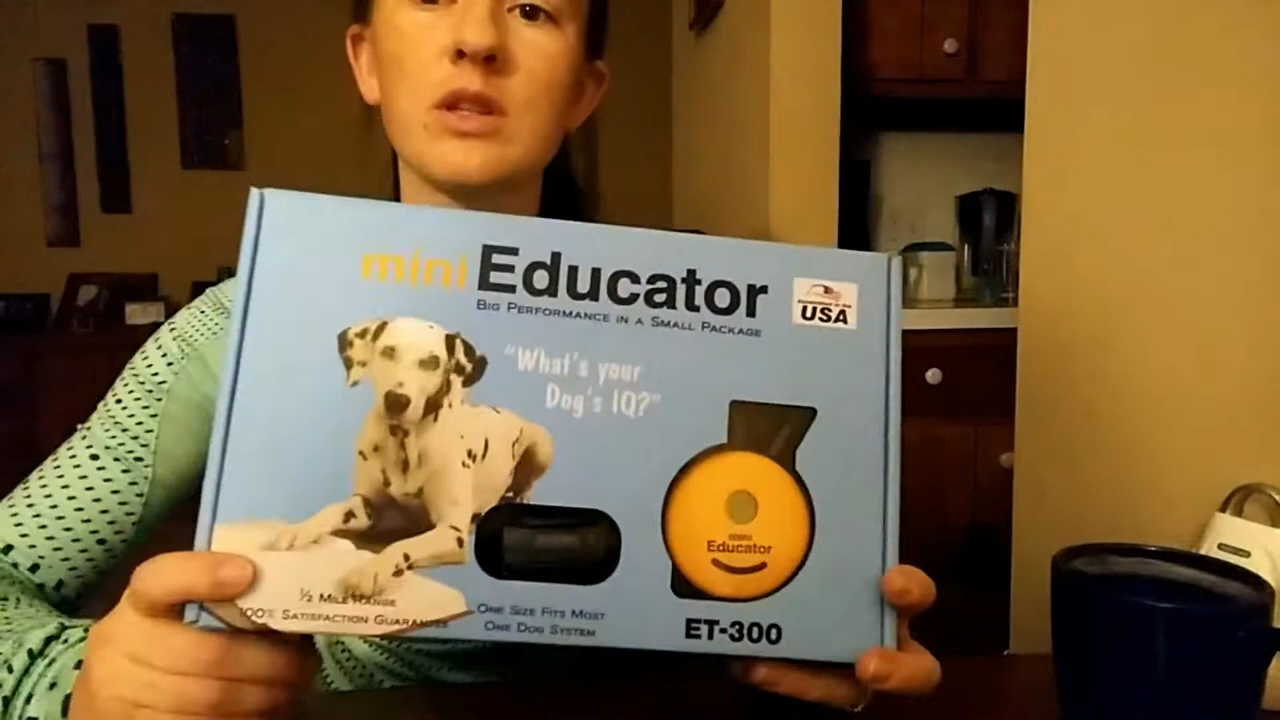 mini Educator
BIG PERFORMANCE IN A SMALL PACKAGE
USA
"What's your
Dog's IQ?"
mini
Educator
½ MILE RANGE
100% SATISFACTION GUARANTEE
ONE SIZE FITS MOST
ONE DOG SYSTEM
ET-300